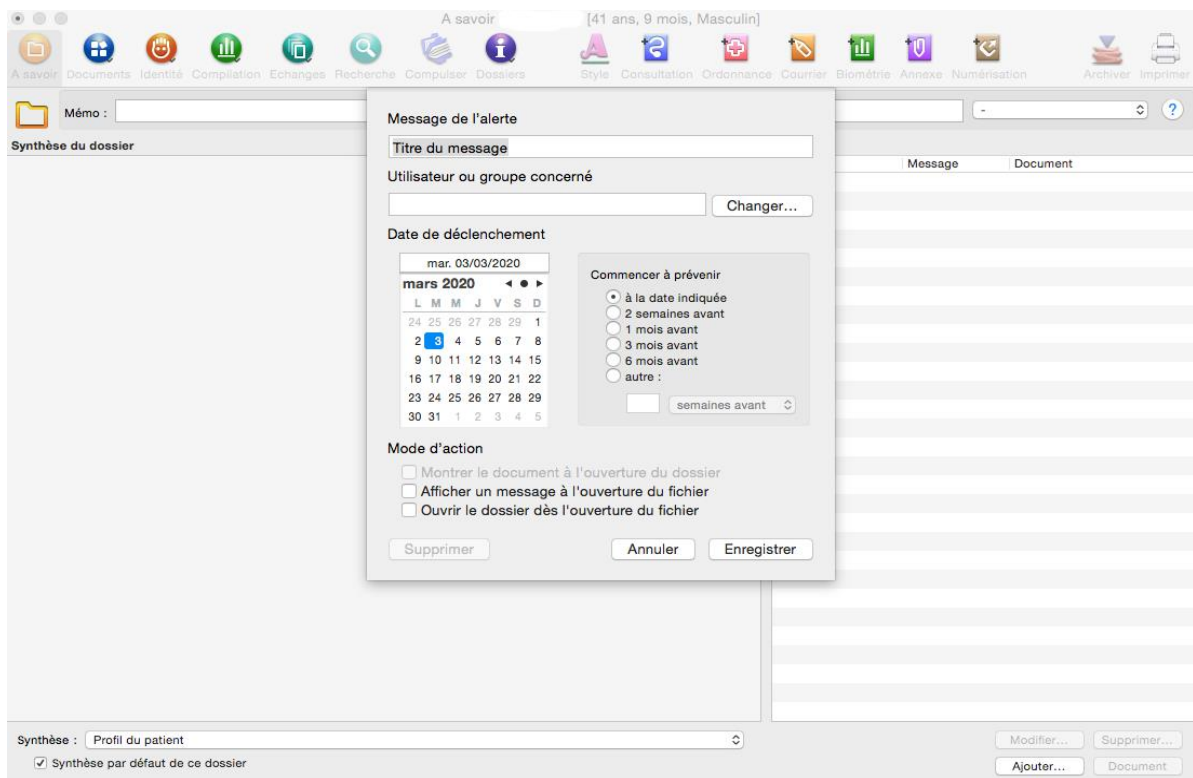 A savoir [41 ans, 9 mois, Masculin]
A savoir Documents Identité Compilation Echanges Recherche Compulser Dossiers Style Consultation Ordonnance Courrier Biométrie Annexe Numérisation Archiver Imprimer
Mémo : - ?
Synthèse du dossier
Message Document
Message de l'alerte
Titre du message
Utilisateur ou groupe concerné
Changer...
Date de déclenchement
mar. 03/03/2020
mars 2020
L M M J V S D
24 25 26 27 28 29 1
2 3 4 5 6 7 8
9 10 11 12 13 14 15
16 17 18 19 20 21 22
23 24 25 26 27 28 29
30 31 1 2 3 4 5
Commencer à prévenir
à la date indiquée
2 semaines avant
1 mois avant
3 mois avant
6 mois avant
autre :
semaines avant
Mode d'action
Montrer le document à l'ouverture du dossier
Afficher un message à l'ouverture du fichier
Ouvrir le dossier dès l'ouverture du fichier
Supprimer Annuler Enregistrer
Synthèse : Profil du patient
Modifier... Supprimer...
Synthèse par défaut de ce dossier
Ajouter... Document